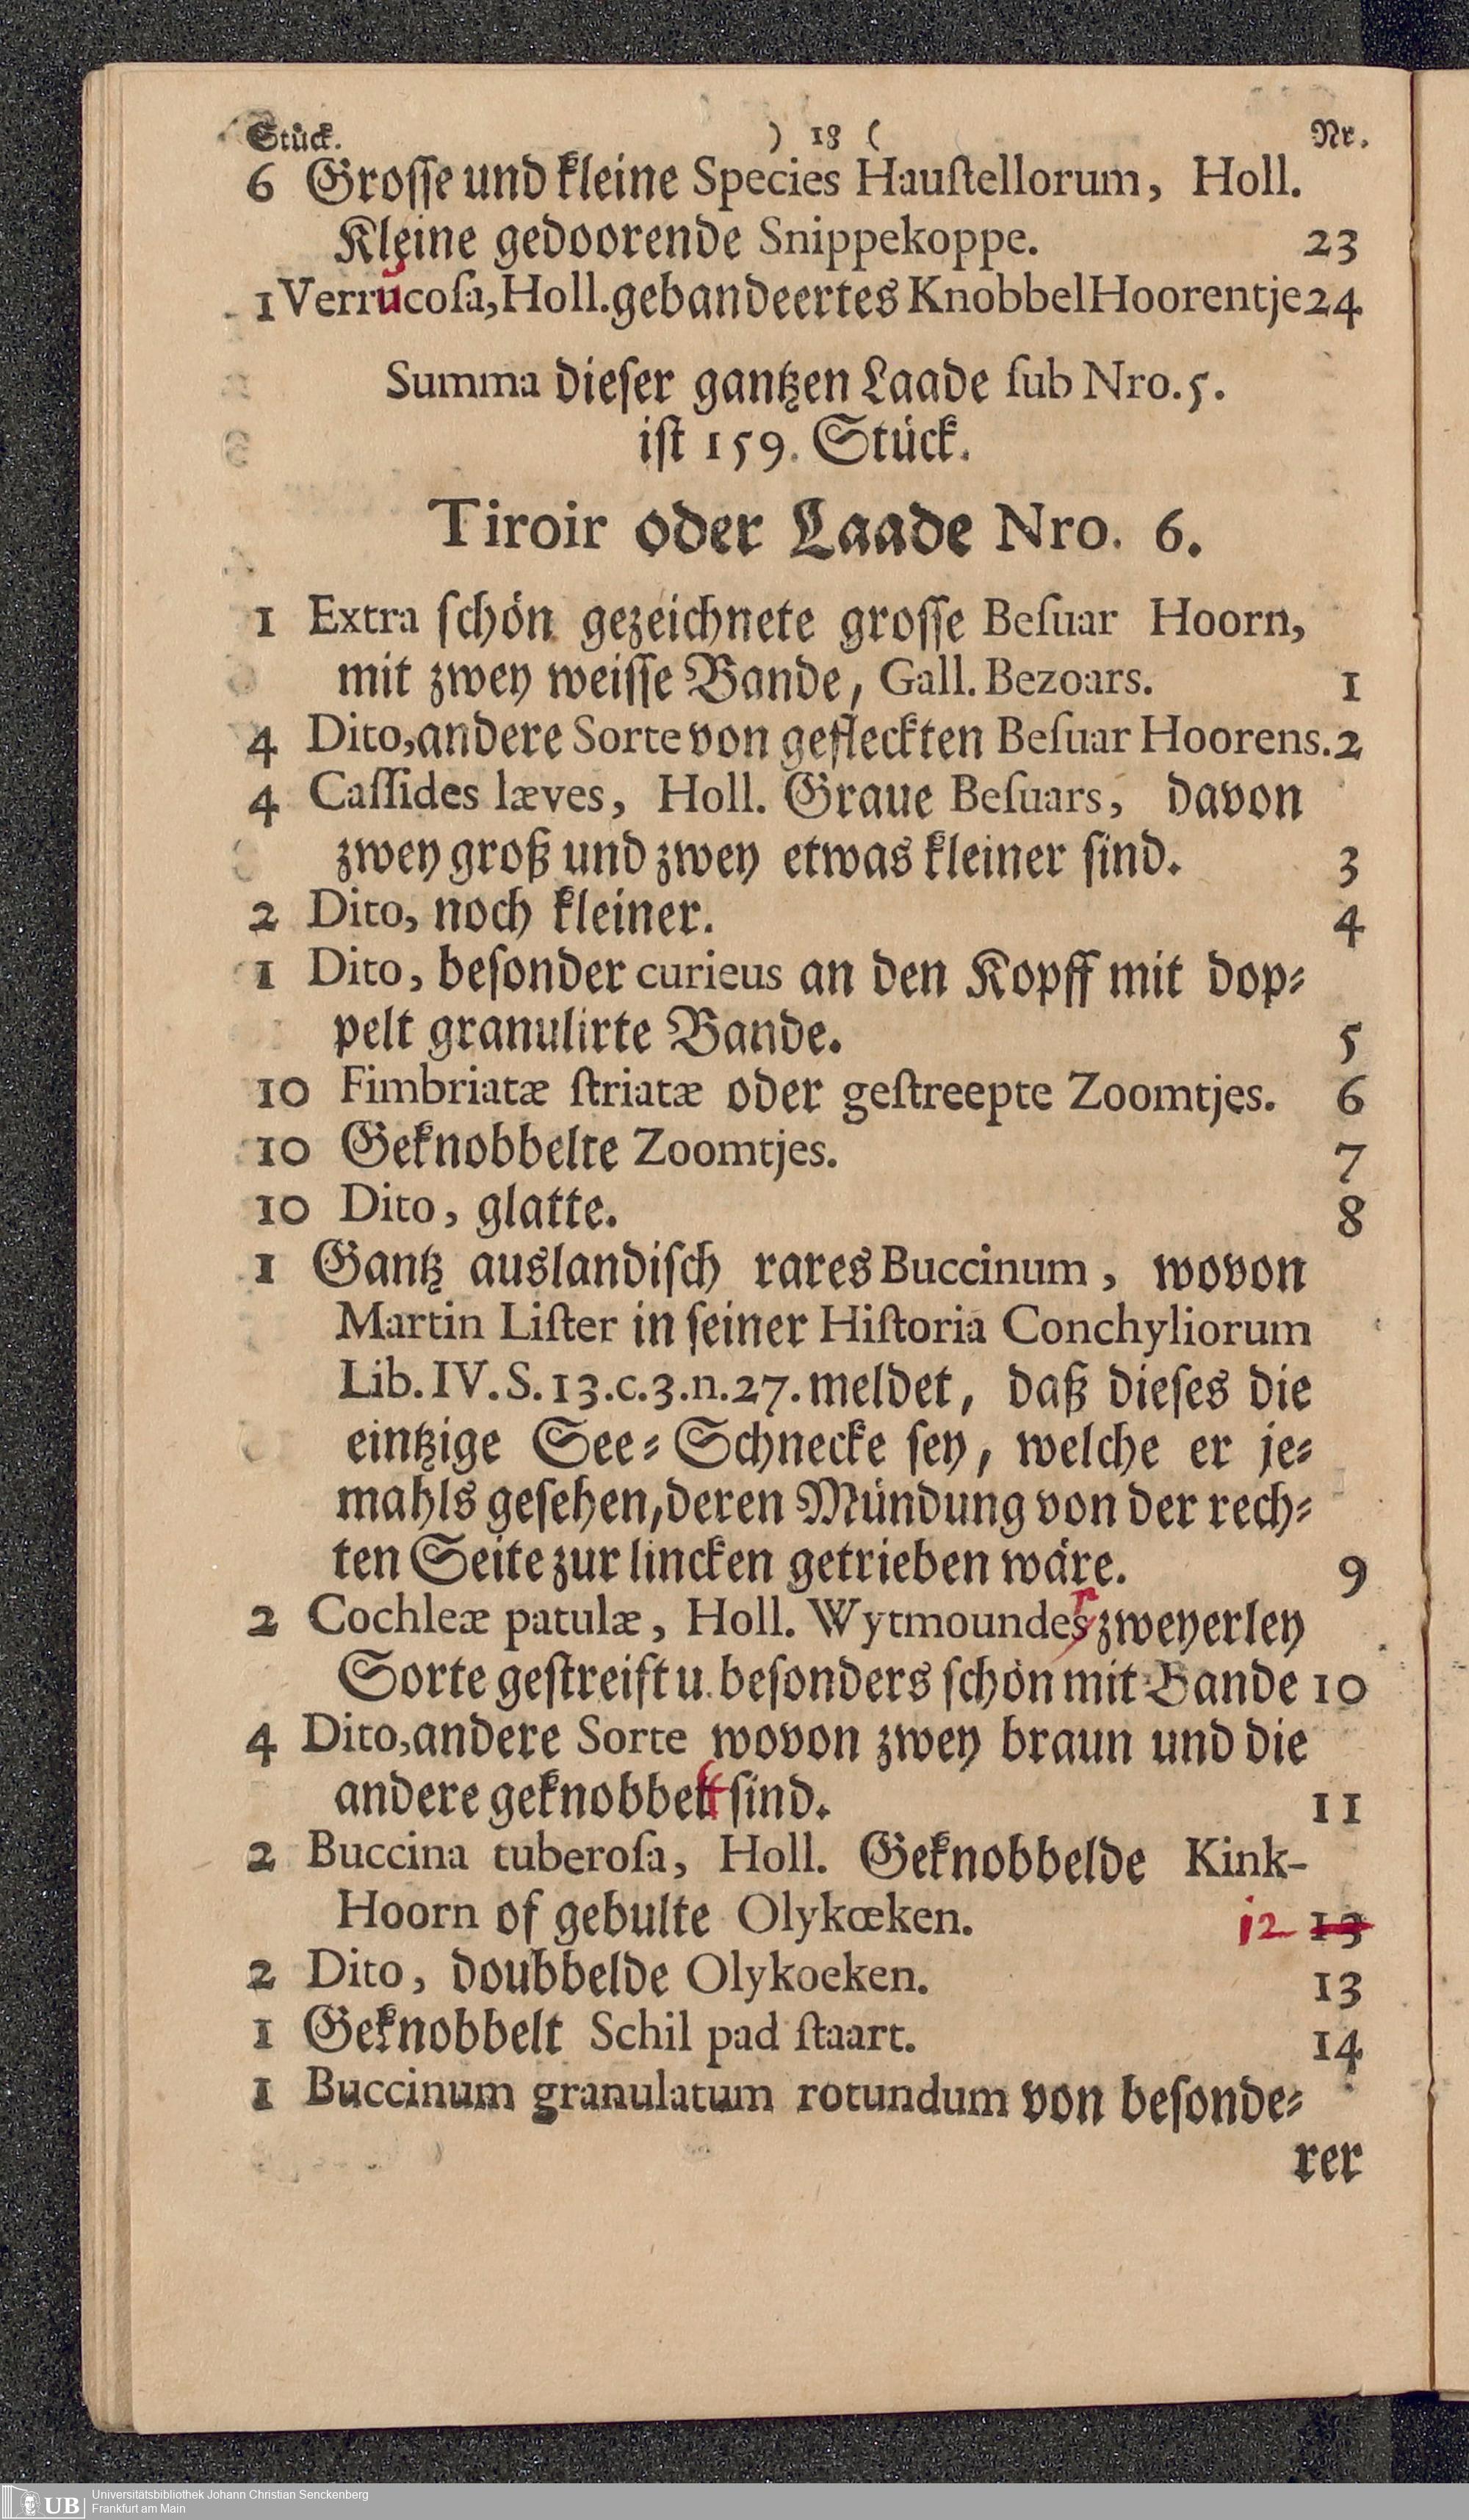 Stück. ) 18 ( Nr.
6 Grosse und kleine Species Haustellorum, Holl.
Kleine gedoorende Snippekoppe. 23
1 Verrucosa, Holl. gebandeertes Knobbel Hoorentje 24
Summa dieser gantzen Laade sub Nro. 5.
ist 159. Stück.
Tiroir oder Laade Nro. 6.
1 Extra schön gezeichnete grosse Besuar Hoorn,
mit zwey weisse Bande, Gall. Bezoars. 1
4 Dito, andere Sorte von gefleckten Besuar Hoorens. 2
4 Cassides læves, Holl. Graue Besuars, davon
zwey groß und zwey etwas kleiner sind. 3
2 Dito, noch kleiner. 4
1 Dito, besonder curieus an den Kopff mit dop-
pelt granulirte Bande. 5
10 Fimbriatæ striatæ oder gestreepte Zoomtjes. 6
10 Geknobbelte Zoomtjes. 7
10 Dito, glatte. 8
1 Gantz auslandisch rares Buccinum, wovon
Martin Lister in seiner Historia Conchyliorum
Lib. IV. S. 13. c. 3. n. 27. meldet, daß dieses die
eintzige See-Schnecke sey, welche er je-
mahls gesehen, deren Mündung von der rech-
ten Seite zur lincken getrieben wäre. 9
2 Cochleæ patulæ, Holl. Wytmounder zweyerley
Sorte gestreift u. besonders schön mit Bande 10
4 Dito, andere Sorte wovon zwey braun und die
andere geknobbelt sind. 11
2 Buccina tuberosa, Holl. Geknobbelde Kink-
Hoorn of gebulte Olykœken. 12 13
2 Dito, doubbelde Olykoeken. 13
1 Geknobbelt Schil pad staart. 14
1 Buccinum granulatum rotundum von besonde-
rer
UB Universitätsbibliothek Johann Christian Senckenberg
Frankfurt am Main